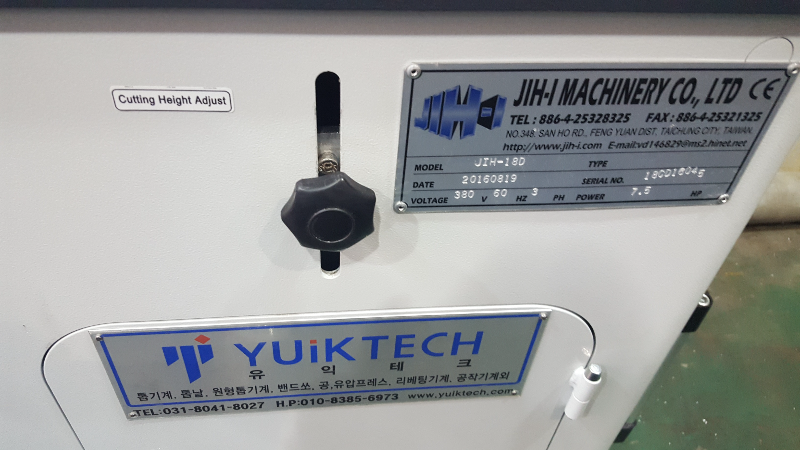 Cutting Height Adjust
JIH-I
JIH-I MACHINERY CO., LTD CE
TEL : 886-4-25328325 FAX : 886-4-25321325
NO.348, SAN HO RD., FENG YUAN DIST. TAICHUNG CITY, TAIWAN.
http://www.jih-i.com E-mail:vd146829@ms2.hinet.net
MODEL JIH-18D TYPE
DATE 20160819 SERIAL NO. 18CD16046
VOLTAGE 380 V 60 HZ 3 PH POWER 7.5 HP
YUiKTECH
유익테크
톱기계, 톱날, 원형톱기계, 밴드쏘, 공,유압프레스, 리베팅기계, 공작기계외
TEL:031-8041-8027 H.P:010-8385-6973 www.yuiktech.com